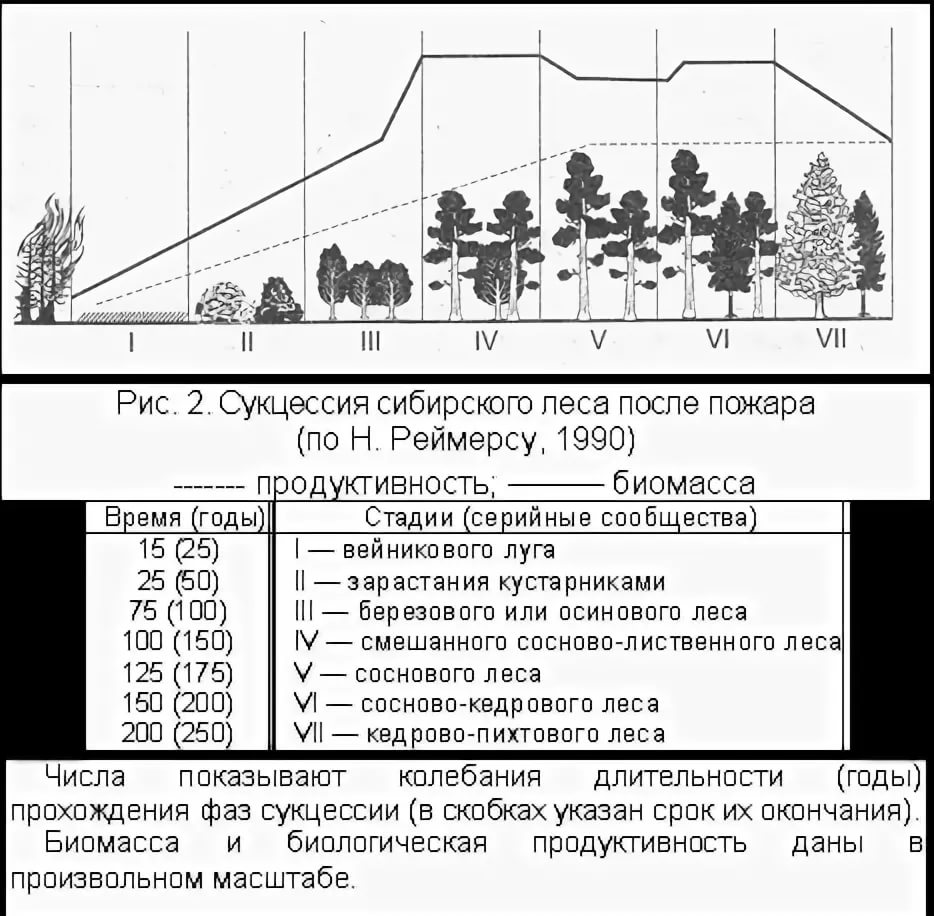 I II III IV V VI VII
Рис. 2. Сукцессия сибирского леса после пожара
(по Н. Реймерсу, 1990)
------- продуктивность; ——— биомасса
Время (годы) Стадии (серийные сообщества)
15 (25) I — вейникового луга
25 (50) II — зарастания кустарниками
75 (100) III — березового или осинового леса
100 (150) IV — смешанного сосново-лиственного леса
125 (175) V — соснового леса
150 (200) VI — сосново-кедрового леса
200 (250) VII — кедрово-пихтового леса
Числа показывают колебания длительности (годы)
прохождения фаз сукцессии (в скобках указан срок их окончания).
Биомасса и биологическая продуктивность даны в
произвольном масштабе.